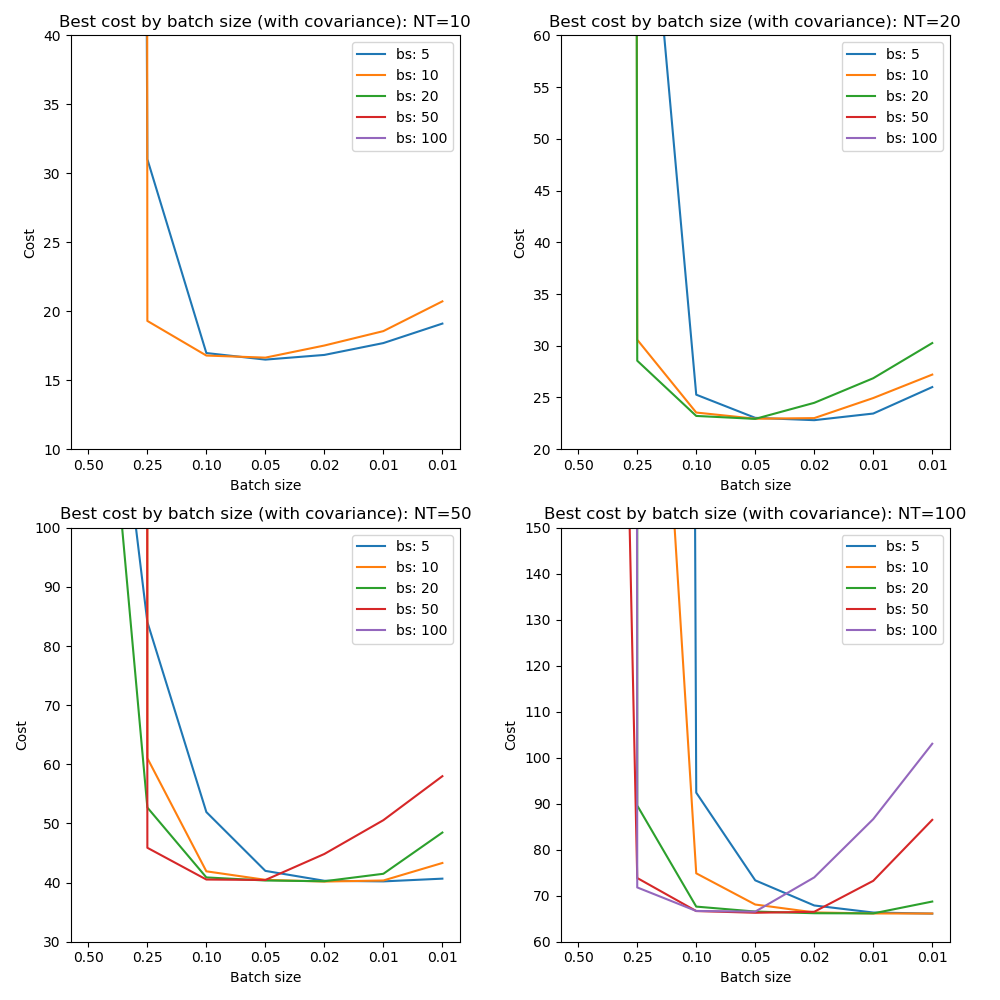 Best cost by batch size (with covariance): NT=10
40
35
30
25
20
15
10
Cost
0.50 0.25 0.10 0.05 0.02 0.01 0.01
Batch size
bs: 5
bs: 10
bs: 20
bs: 50
bs: 100
Best cost by batch size (with covariance): NT=20
60
55
50
45
40
35
30
25
20
Cost
0.50 0.25 0.10 0.05 0.02 0.01 0.01
Batch size
bs: 5
bs: 10
bs: 20
bs: 50
bs: 100
Best cost by batch size (with covariance): NT=50
100
90
80
70
60
50
40
30
Cost
0.50 0.25 0.10 0.05 0.02 0.01 0.01
Batch size
bs: 5
bs: 10
bs: 20
bs: 50
bs: 100
Best cost by batch size (with covariance): NT=100
150
140
130
120
110
100
90
80
70
60
Cost
0.50 0.25 0.10 0.05 0.02 0.01 0.01
Batch size
bs: 5
bs: 10
bs: 20
bs: 50
bs: 100